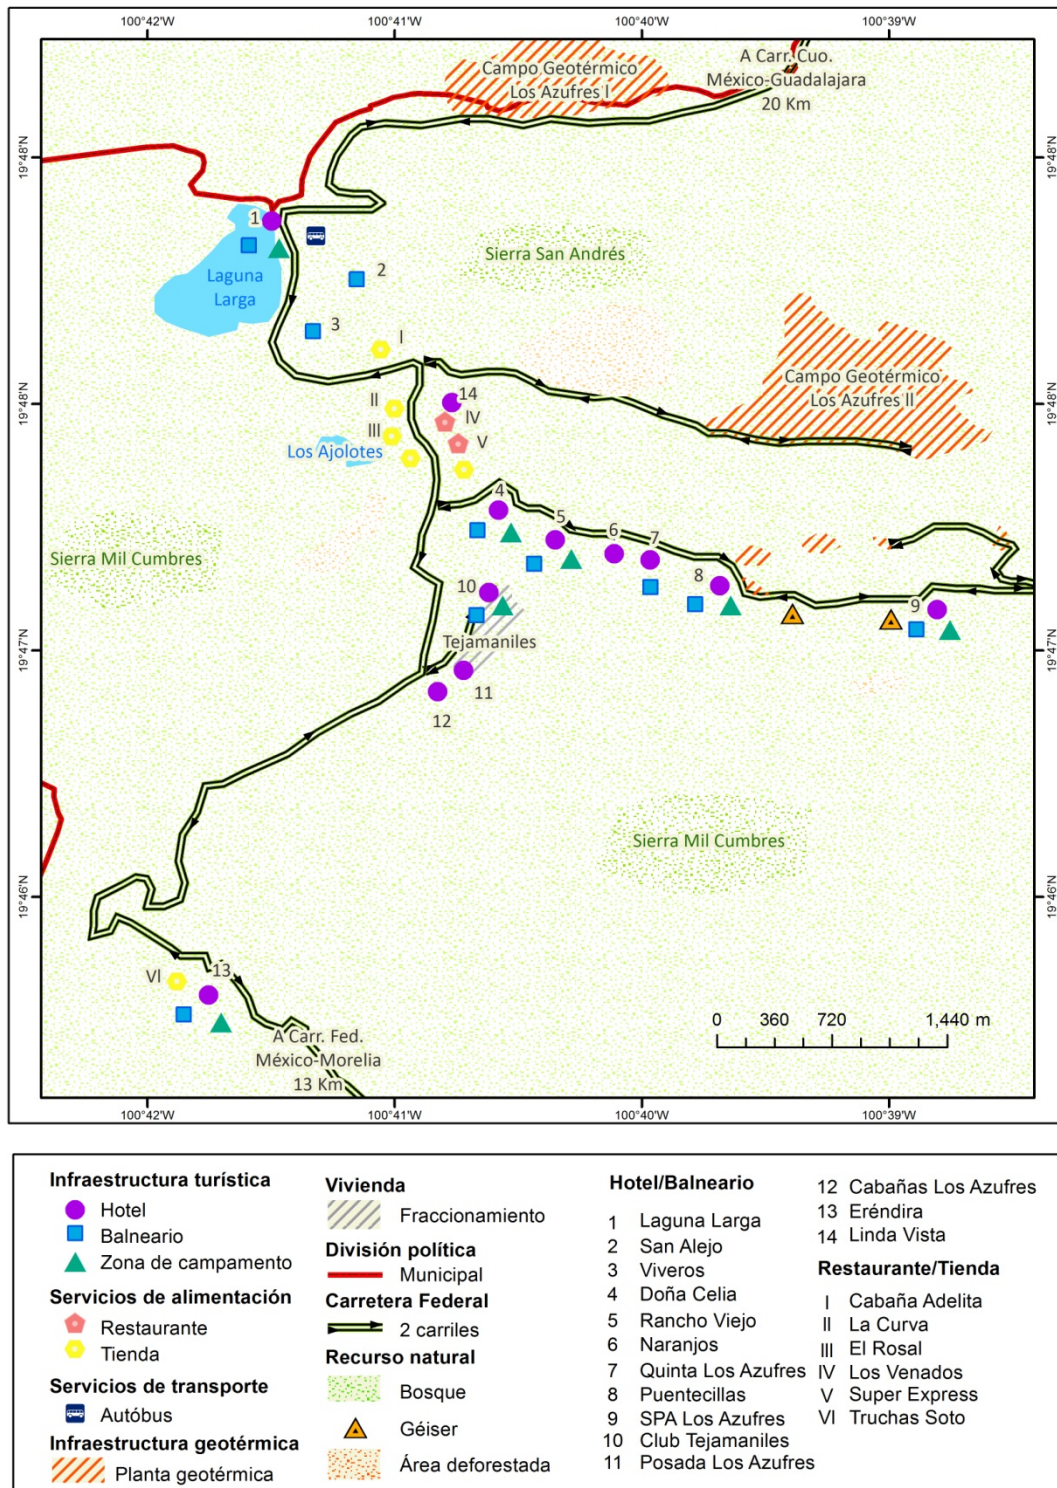 100°42'W 100°41'W 100°40'W 100°39'W
A Carr. Cuo.
México-Guadalajara
20 Km
Campo Geotérmico
Los Azufres I
19°48'N 19°48'N
1
Sierra San Andrés
2
Laguna
Larga
3
I
Campo Geotérmico
Los Azufres II
14
II
19°48'N 19°48'N
IV
III
V
Los Ajolotes
4
5
6
7
Sierra Mil Cumbres
8
10
9
Tejamaniles
19°47'N 19°47'N
11
12
Sierra Mil Cumbres
19°46'N 19°46'N
13
VI
A Carr. Fed.
México-Morelia
13 Km
0 360 720 1,440 m
100°42'W 100°41'W 100°40'W 100°39'W
Infraestructura turística
Hotel
Balneario
Zona de campamento
Servicios de alimentación
Restaurante
Tienda
Servicios de transporte
Autóbus
Infraestructura geotérmica
Planta geotérmica
Vivienda
Fraccionamiento
División política
Municipal
Carretera Federal
2 carriles
Recurso natural
Bosque
Géiser
Área deforestada
Hotel/Balneario
1 Laguna Larga
2 San Alejo
3 Viveros
4 Doña Celia
5 Rancho Viejo
6 Naranjos
7 Quinta Los Azufres
8 Puentecillas
9 SPA Los Azufres
10 Club Tejamaniles
11 Posada Los Azufres
12 Cabañas Los Azufres
13 Eréndira
14 Linda Vista
Restaurante/Tienda
I Cabaña Adelita
II La Curva
III El Rosal
IV Los Venados
V Super Express
VI Truchas Soto